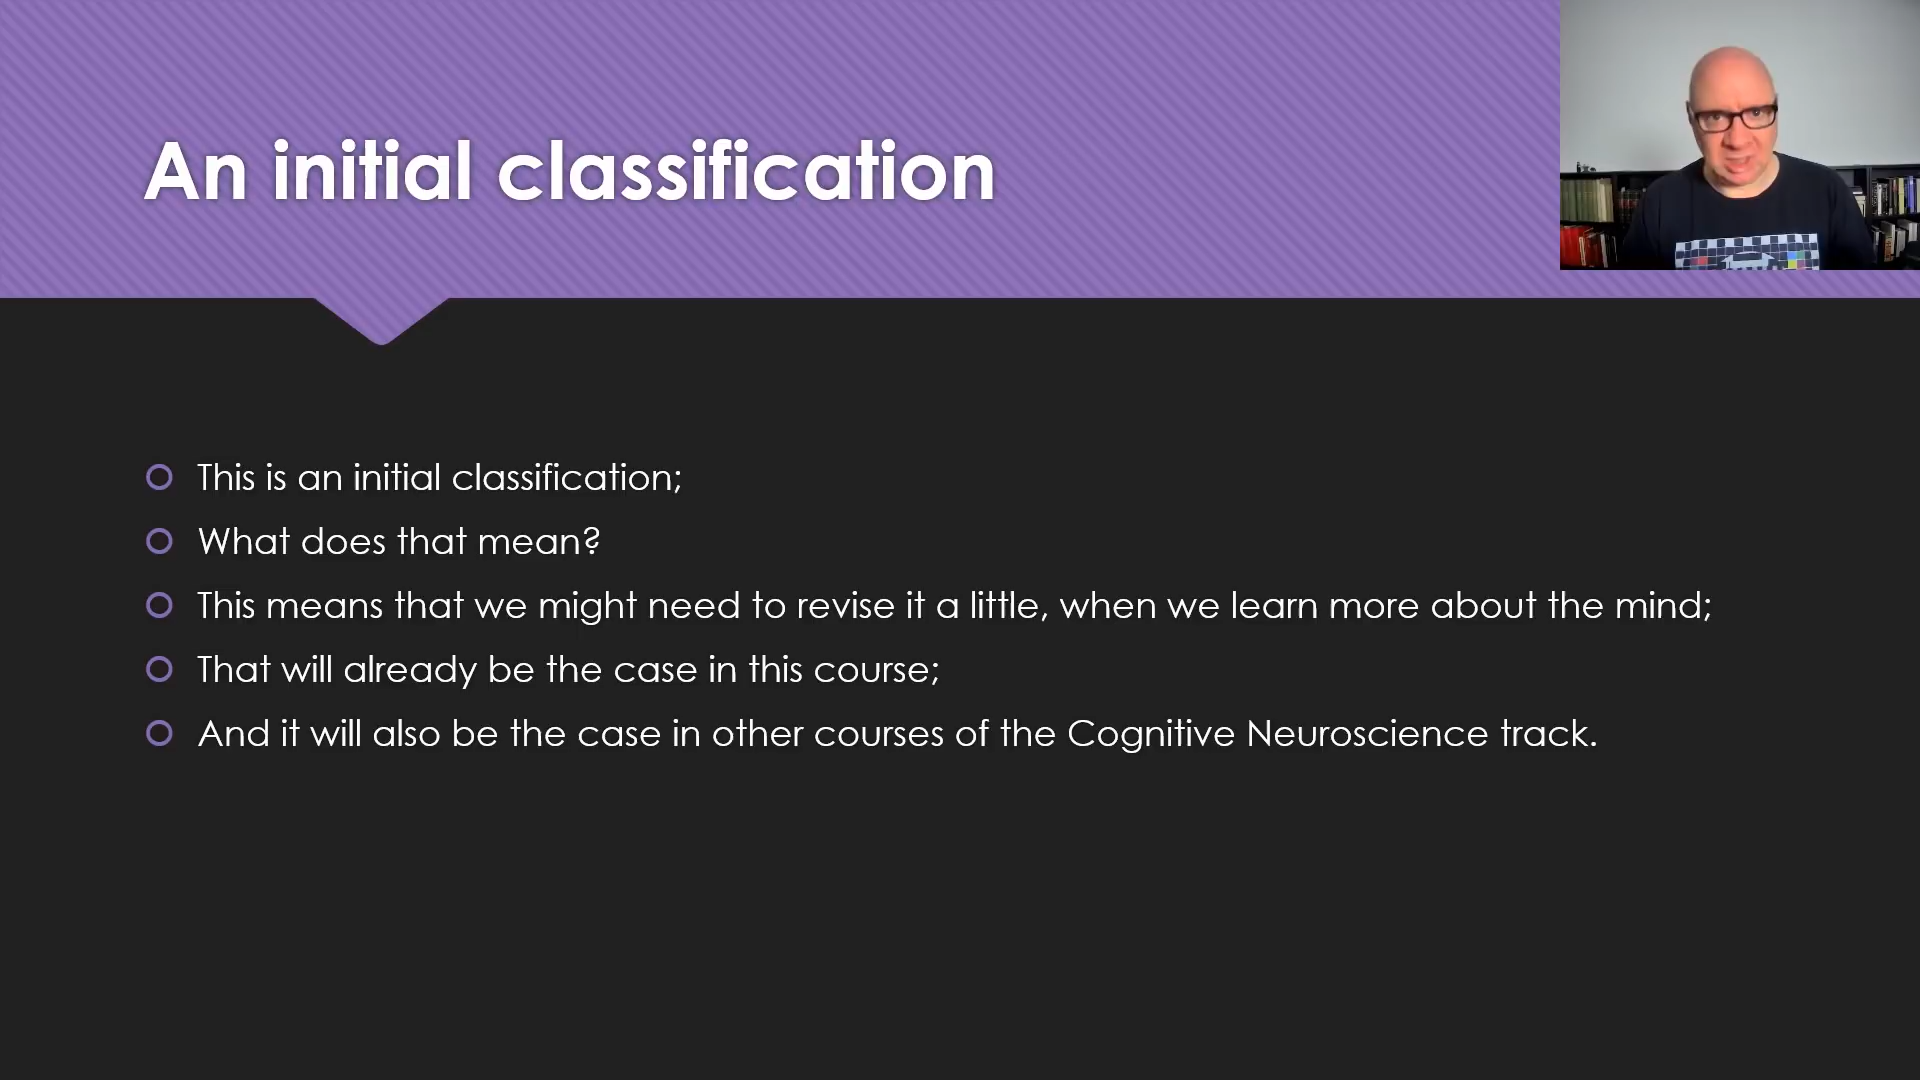 An initial classification
This is an initial classification;
What does that mean?
This means that we might need to revise it a little, when we learn more about the mind;
That will already be the case in this course;
And it will also be the case in other courses of the Cognitive Neuroscience track.